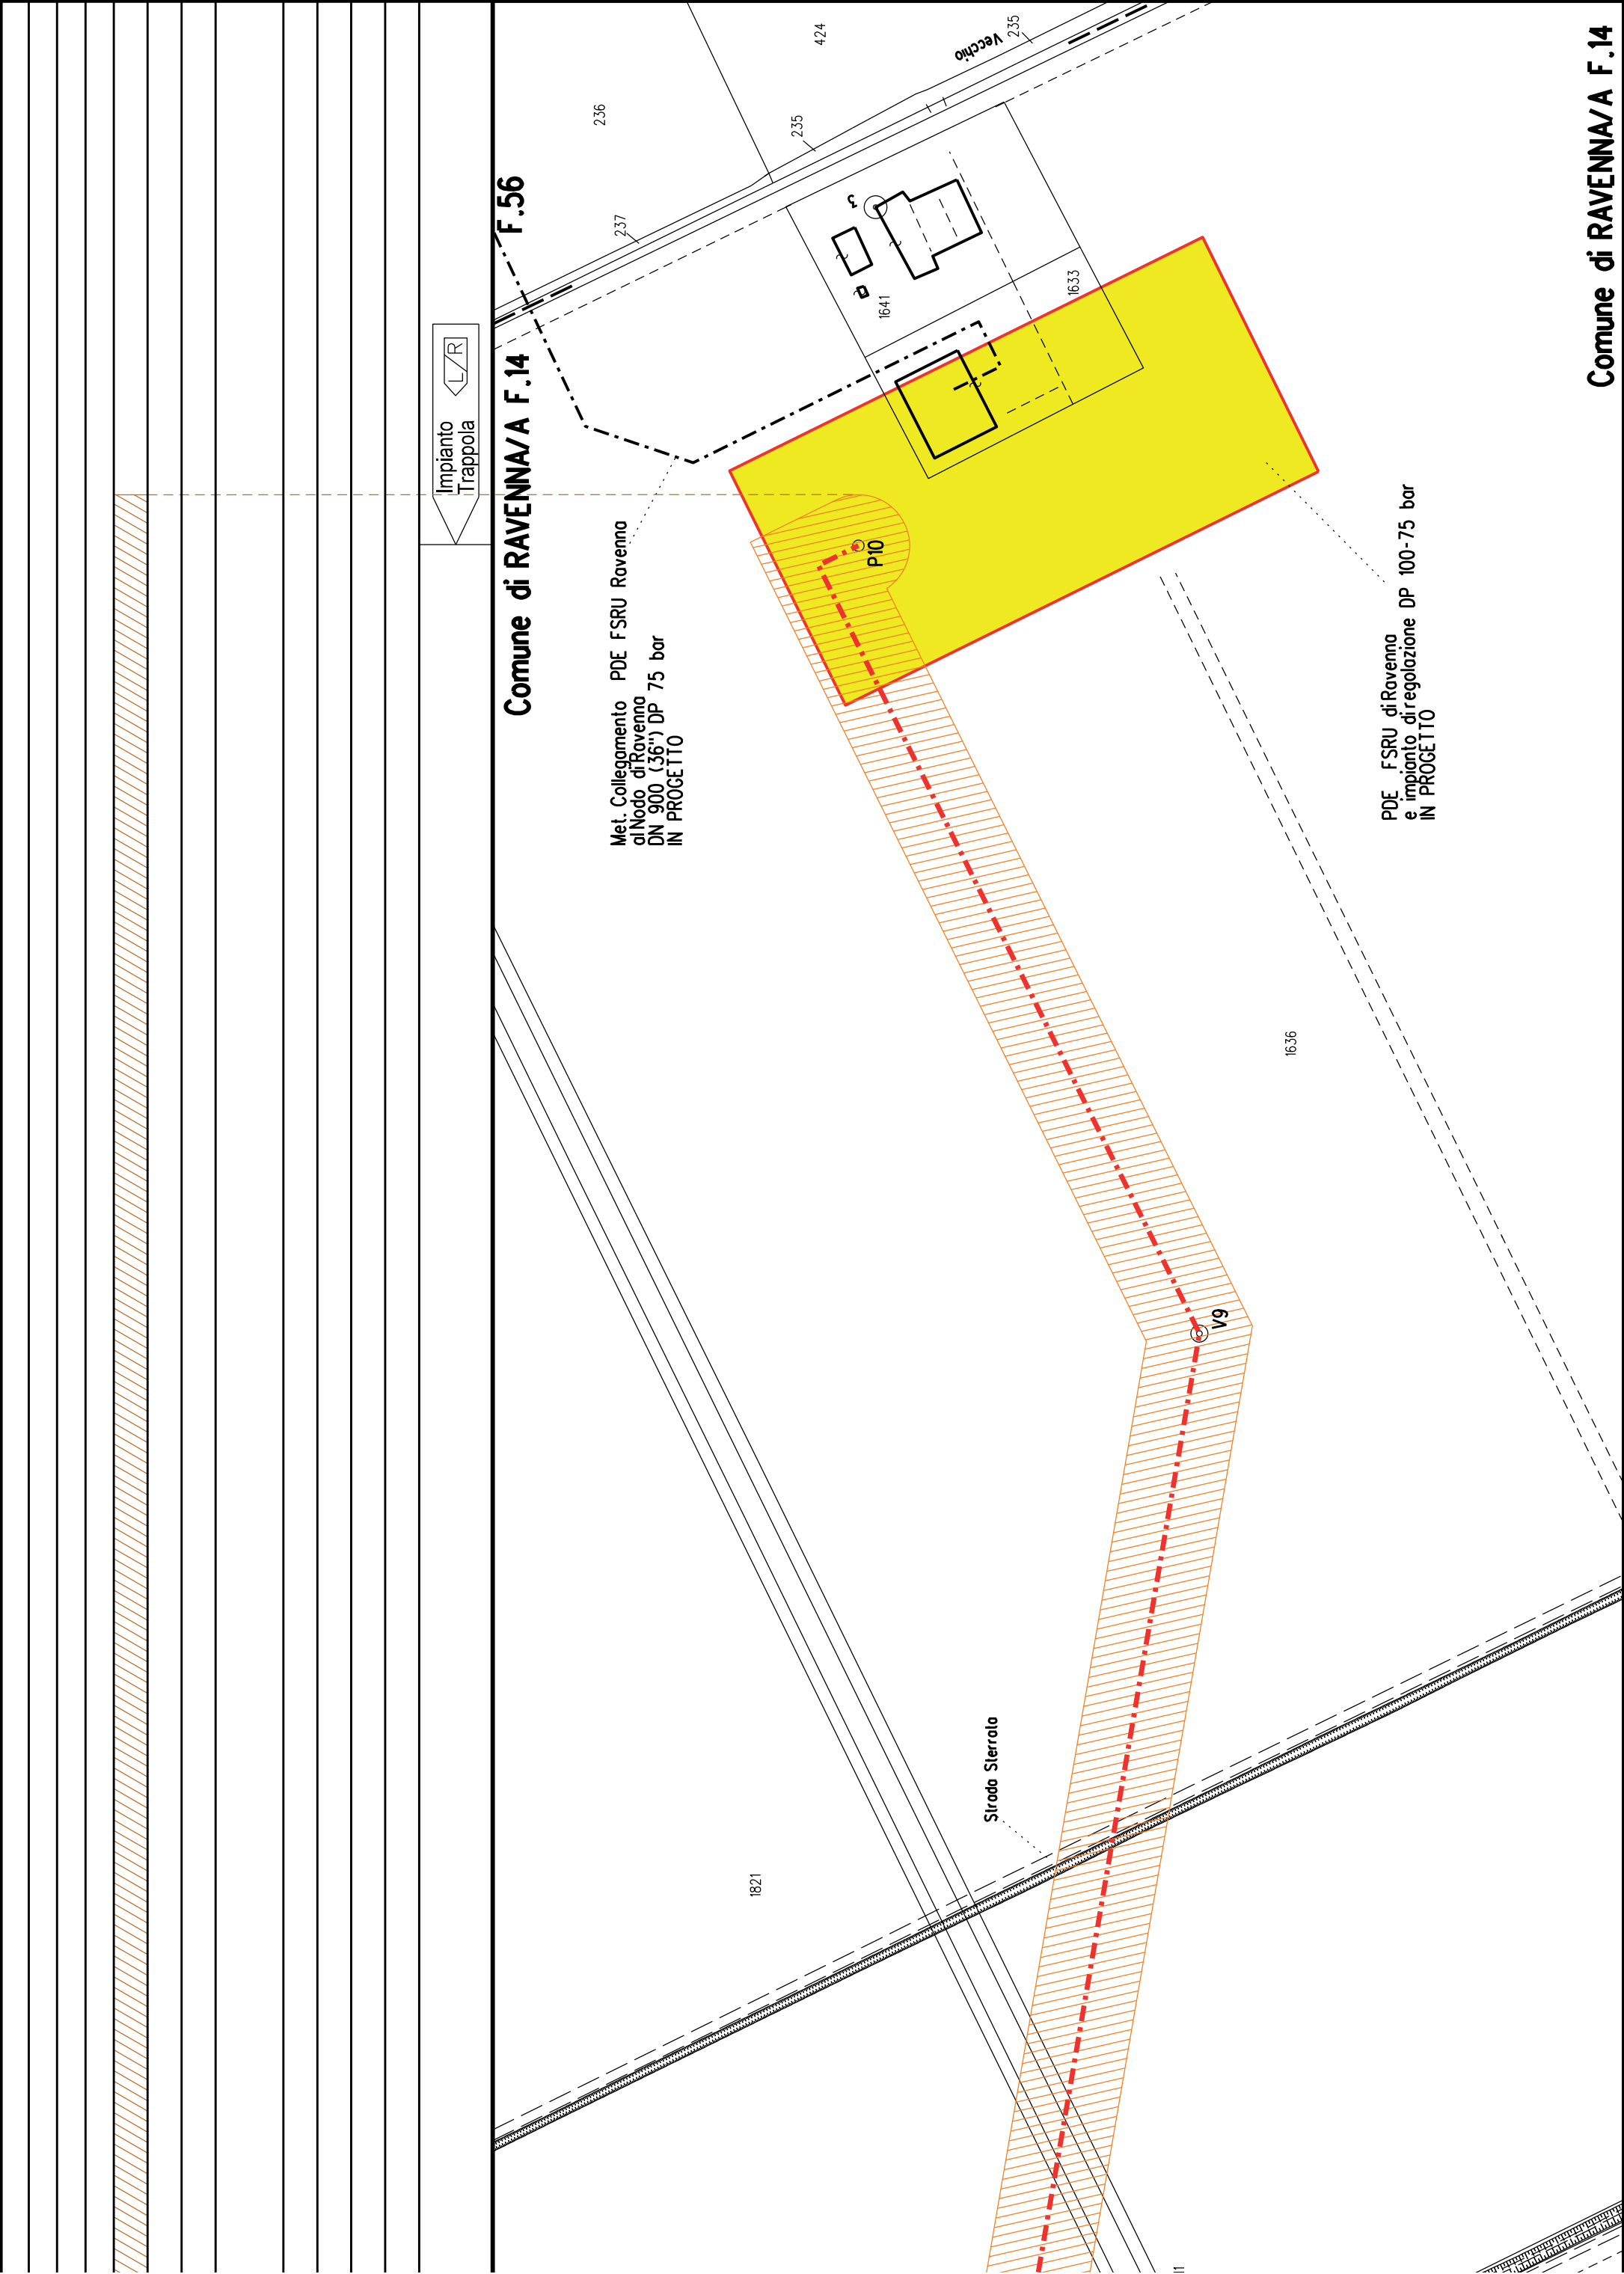 Impianto
Trappola
L/R
Comune di RAVENNA/A F.14
F.56
Met. Collegamento PDE FSRU Ravenna
al Nodo di Ravenna
DN 900 (36") DP 75 bar
IN PROGETTO
236
237
235
424
Vecchio
235
3
1641
1633
P10
PDE FSRU di Ravenna
e impianto di regolazione DP 100-75 bar
IN PROGETTO
Comune di RAVENNA/A F.14
1636
V9
Strada Sterrata
1821